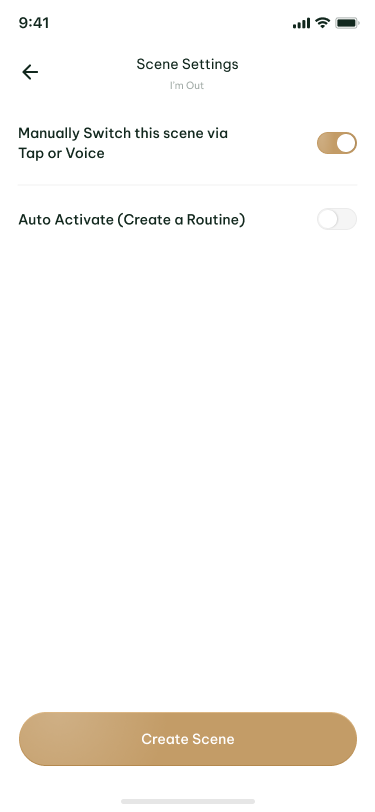 9:41
Scene Settings
I'm Out
Manually Switch this scene via
Tap or Voice
Auto Activate (Create a Routine)
Create Scene